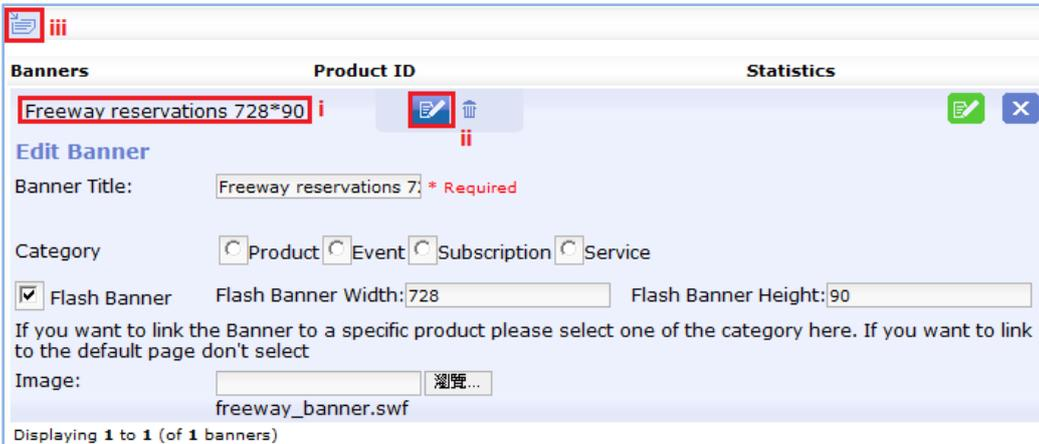 iii
Banners Product ID Statistics
Freeway reservations 728*90 i
ii
Edit Banner
Banner Title: Freeway reservations 72 * Required
Category Product Event Subscription Service
Flash Banner Flash Banner Width: 728 Flash Banner Height: 90
If you want to link the Banner to a specific product please select one of the category here. If you want to link
to the default page don't select
Image: 瀏覽...
freeway_banner.swf
Displaying 1 to 1 (of 1 banners)